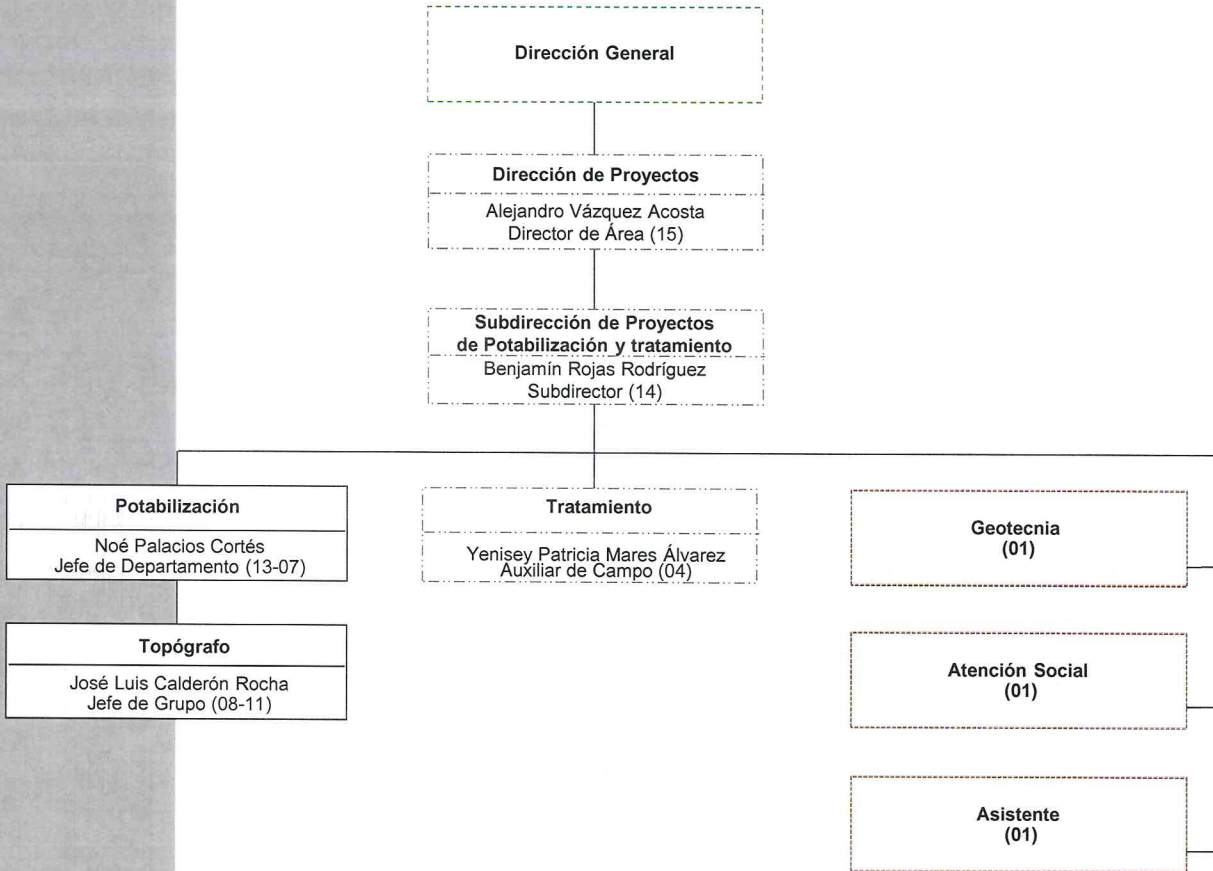 Dirección General
Dirección de Proyectos
Alejandro Vázquez Acosta
Director de Área (15)
Subdirección de Proyectos
de Potabilización y tratamiento
Benjamín Rojas Rodríguez
Subdirector (14)
Potabilización
Noé Palacios Cortés
Jefe de Departamento (13-07)
Topógrafo
José Luis Calderón Rocha
Jefe de Grupo (08-11)
Tratamiento
Yenisey Patricia Mares Álvarez
Auxiliar de Campo (04)
Geotecnia
(01)
Atención Social
(01)
Asistente
(01)